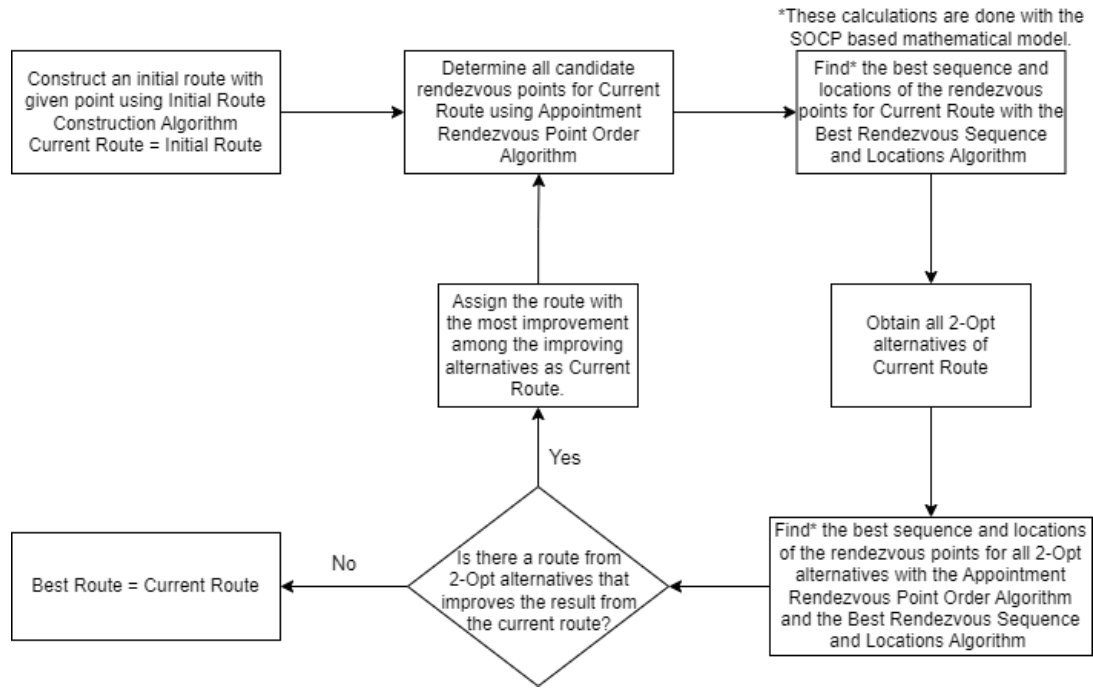 *These calculations are done with the
SOCP based mathematical model.
Construct an initial route with
given point using Initial Route
Construction Algorithm
Current Route = Initial Route
Determine all candidate
rendezvous points for Current
Route using Appointment
Rendezvous Point Order
Algorithm
Find* the best sequence and
locations of the rendezvous
points for Current Route with the
Best Rendezvous Sequence
and Locations Algorithm
Obtain all 2-Opt
alternatives of
Current Route
Find* the best sequence and locations
of the rendezvous points for all 2-Opt
alternatives with the Appointment
Rendezvous Point Order Algorithm
and the Best Rendezvous Sequence
and Locations Algorithm
Is there a route from
2-Opt alternatives that
improves the result from
the current route?
Yes
Assign the route with
the most improvement
among the improving
alternatives as Current
Route.
No
Best Route = Current Route